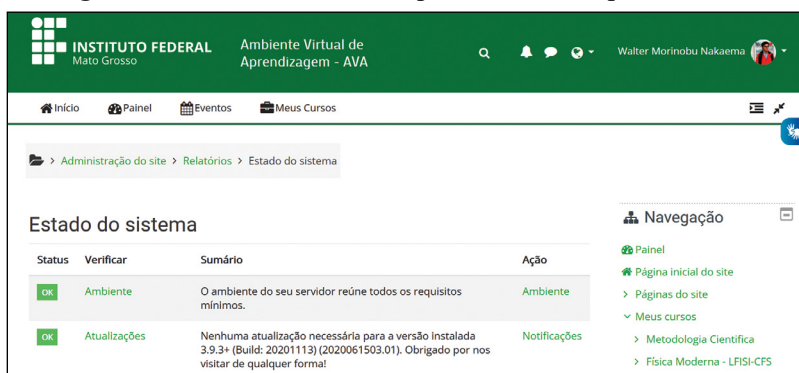 INSTITUTO FEDERAL
Mato Grosso
Ambiente Virtual de
Aprendizagem - AVA
Walter Morinobu Nakaema
Início Painel Eventos Meus Cursos
> Administração do site > Relatórios > Estado do sistema
Estado do sistema
Status Verificar Sumário Ação
OK Ambiente O ambiente do seu servidor reúne todos os requisitos
mínimos. Ambiente
OK Atualizações Nenhuma atualização necessária para a versão instalada
3.9.3+ (Build: 20201113) (2020061503.01). Obrigado por nos
visitar de qualquer forma! Notificações
Navegação
Painel
Página inicial do site
Páginas do site
Meus cursos
Metodologia Cientifica
Física Moderna - LFISI-CFS